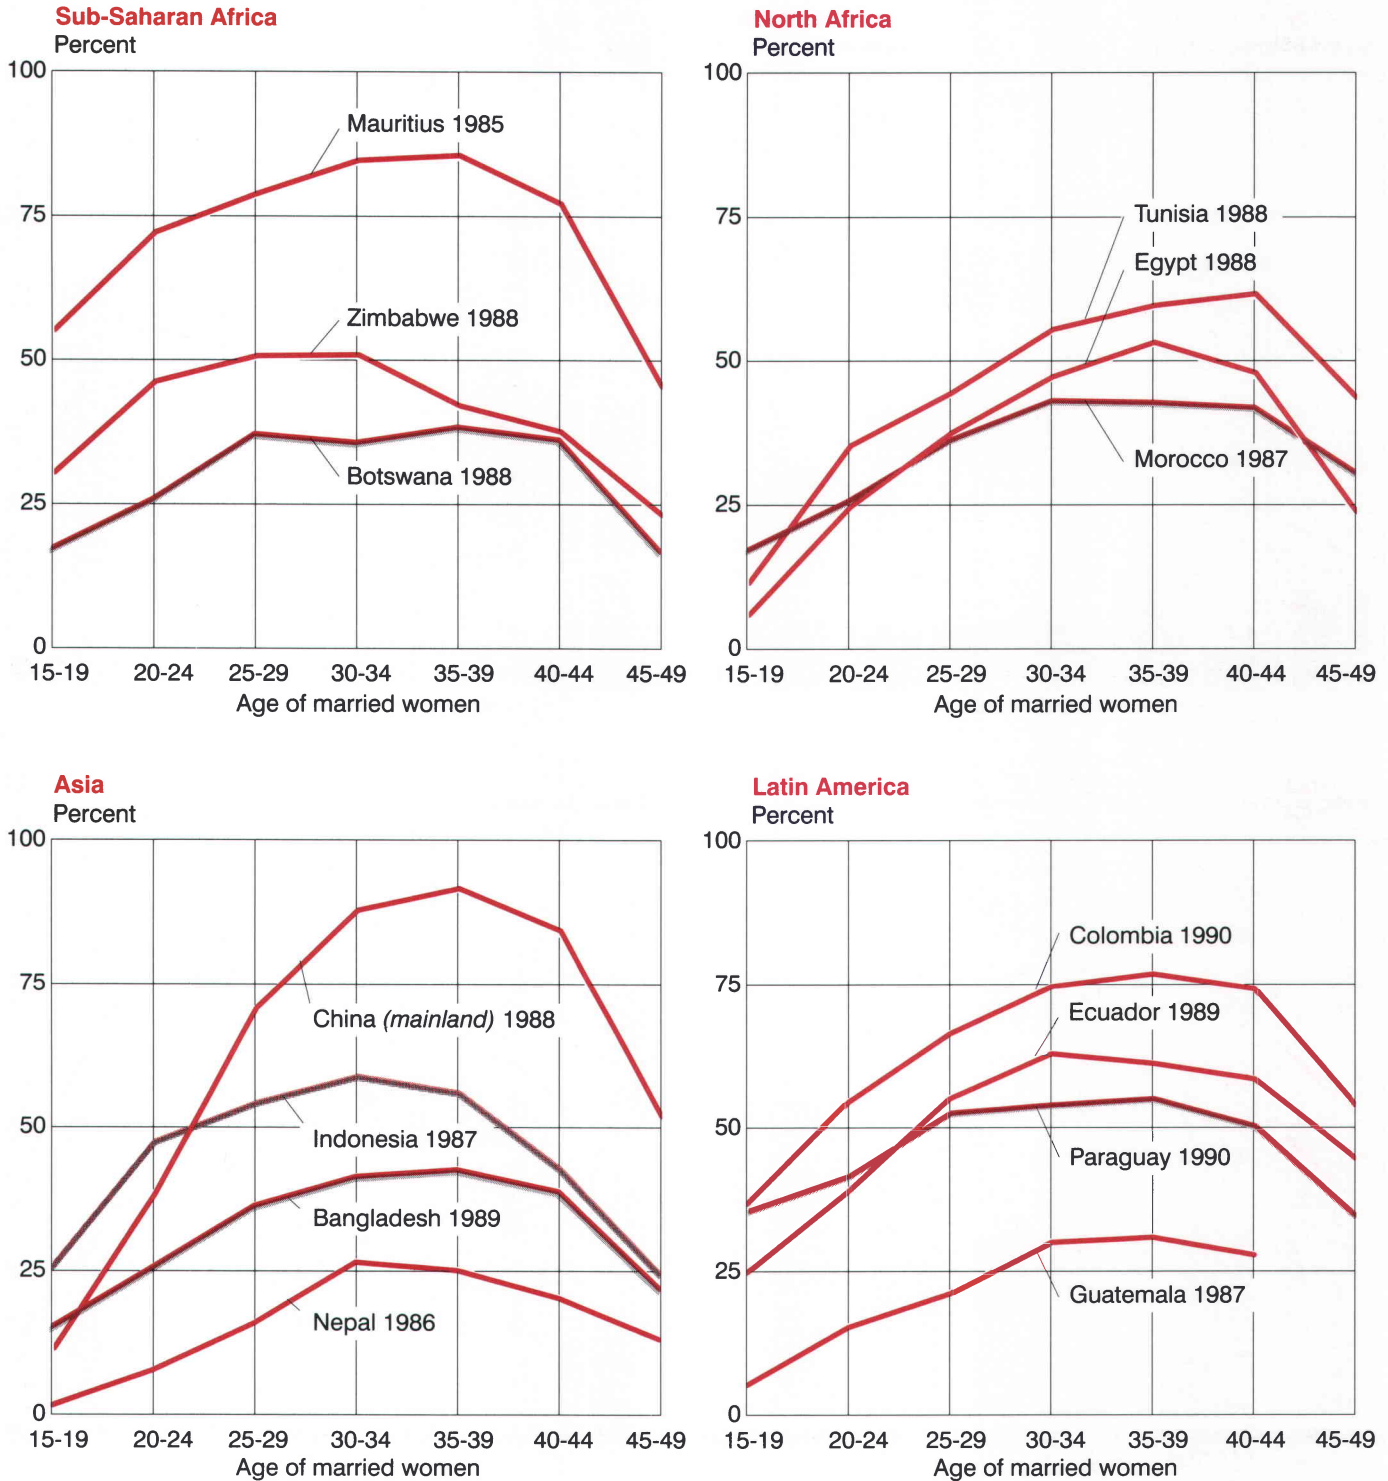 Sub-Saharan Africa
Percent
100
75
50
25
0
Mauritius 1985
Zimbabwe 1988
Botswana 1988
15-19 20-24 25-29 30-34 35-39 40-44 45-49
Age of married women
North Africa
Percent
100
75
50
25
0
Tunisia 1988
Egypt 1988
Morocco 1987
15-19 20-24 25-29 30-34 35-39 40-44 45-49
Age of married women
Asia
Percent
100
75
50
25
0
China (mainland) 1988
Indonesia 1987
Bangladesh 1989
Nepal 1986
15-19 20-24 25-29 30-34 35-39 40-44 45-49
Age of married women
Latin America
Percent
100
75
50
25
0
Colombia 1990
Ecuador 1989
Paraguay 1990
Guatemala 1987
15-19 20-24 25-29 30-34 35-39 40-44 45-49
Age of married women